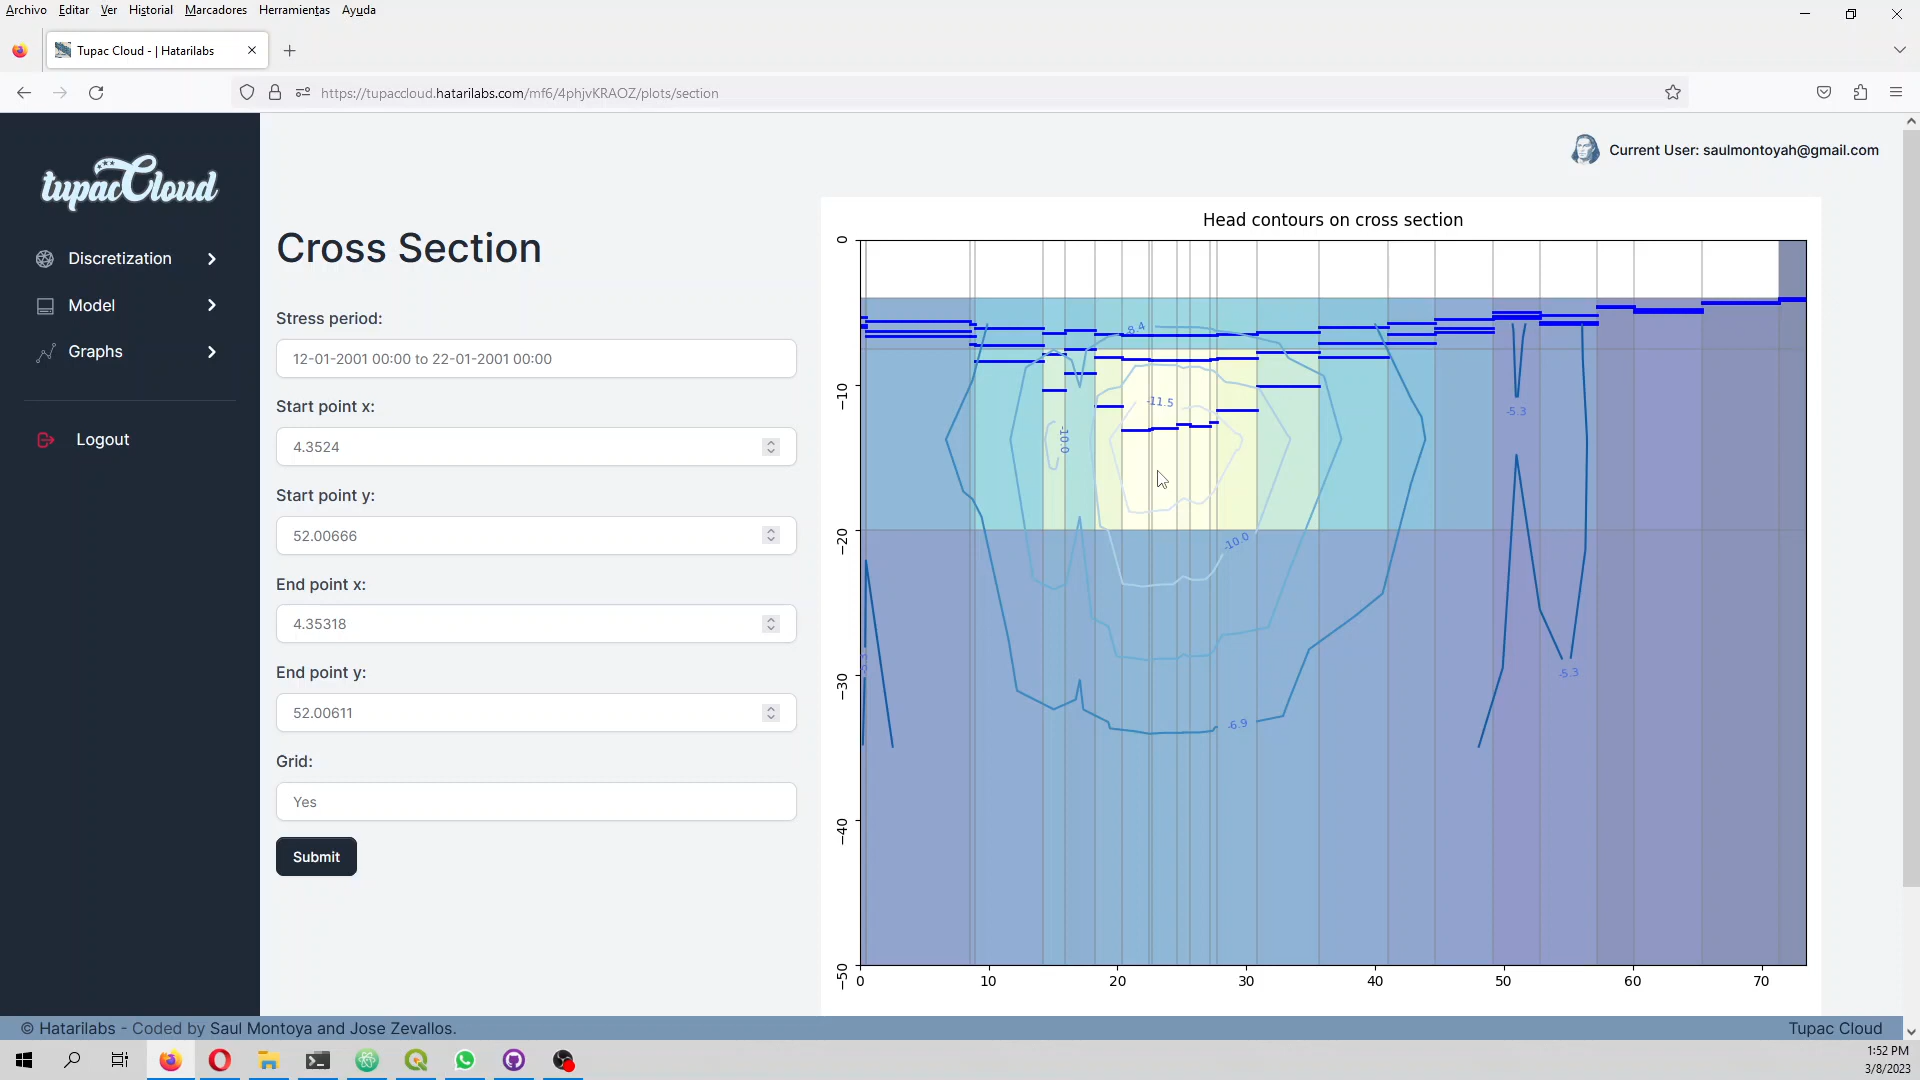 Archivo Editar Ver Historial Marcadores Herramientas Ayuda
Tupac Cloud - | Hatarilabs
https://tupaccloud.hatarilabs.com/mf6/4phjvKRAOZ/plots/section
tupacCloud
Current User: saulmontoyah@gmail.com
Discretization
Model
Graphs
Logout
Cross Section
Stress period:
12-01-2001 00:00 to 22-01-2001 00:00
Start point x:
4.3524
Start point y:
52.00666
End point x:
4.35318
End point y:
52.00611
Grid:
Yes
Submit
Head contours on cross section
0
−10
−20
−30
−40
−50
-8.4
-11.5
-10.0
-10.0
-6.9
-5.3
-5.3
-5.3
0 10 20 30 40 50 60 70
© Hatarilabs - Coded by Saul Montoya and Jose Zevallos.
Tupac Cloud
1:52 PM
3/8/2023